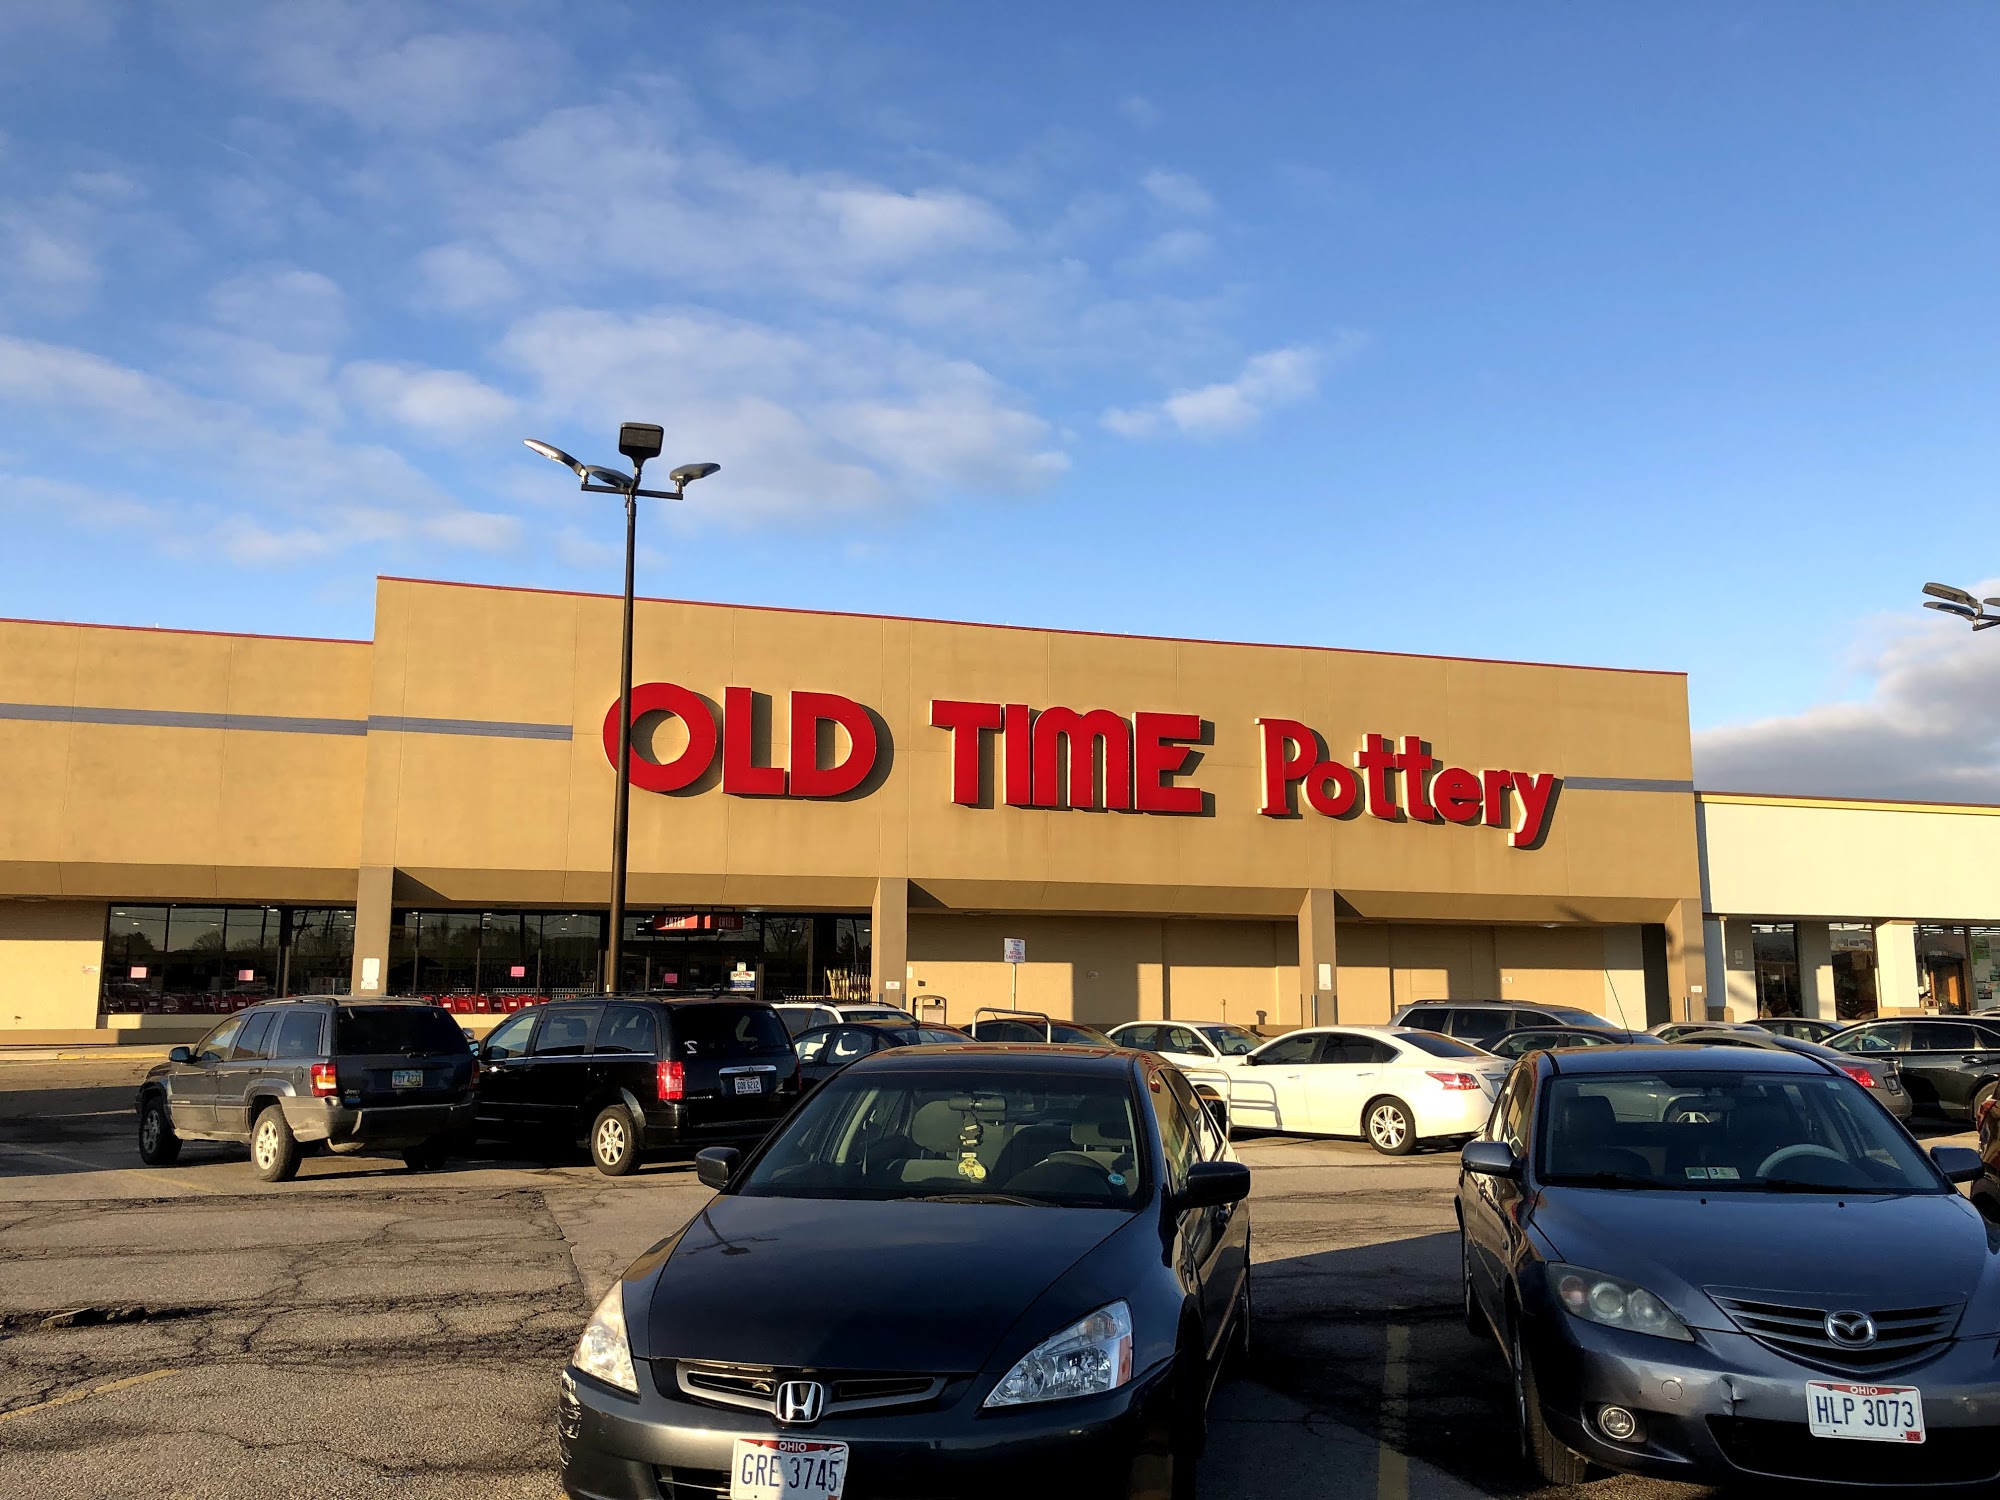 OLD TIME Pottery
ENTER ENTER
OHIO
GRE 3745
OHIO
HLP 3073